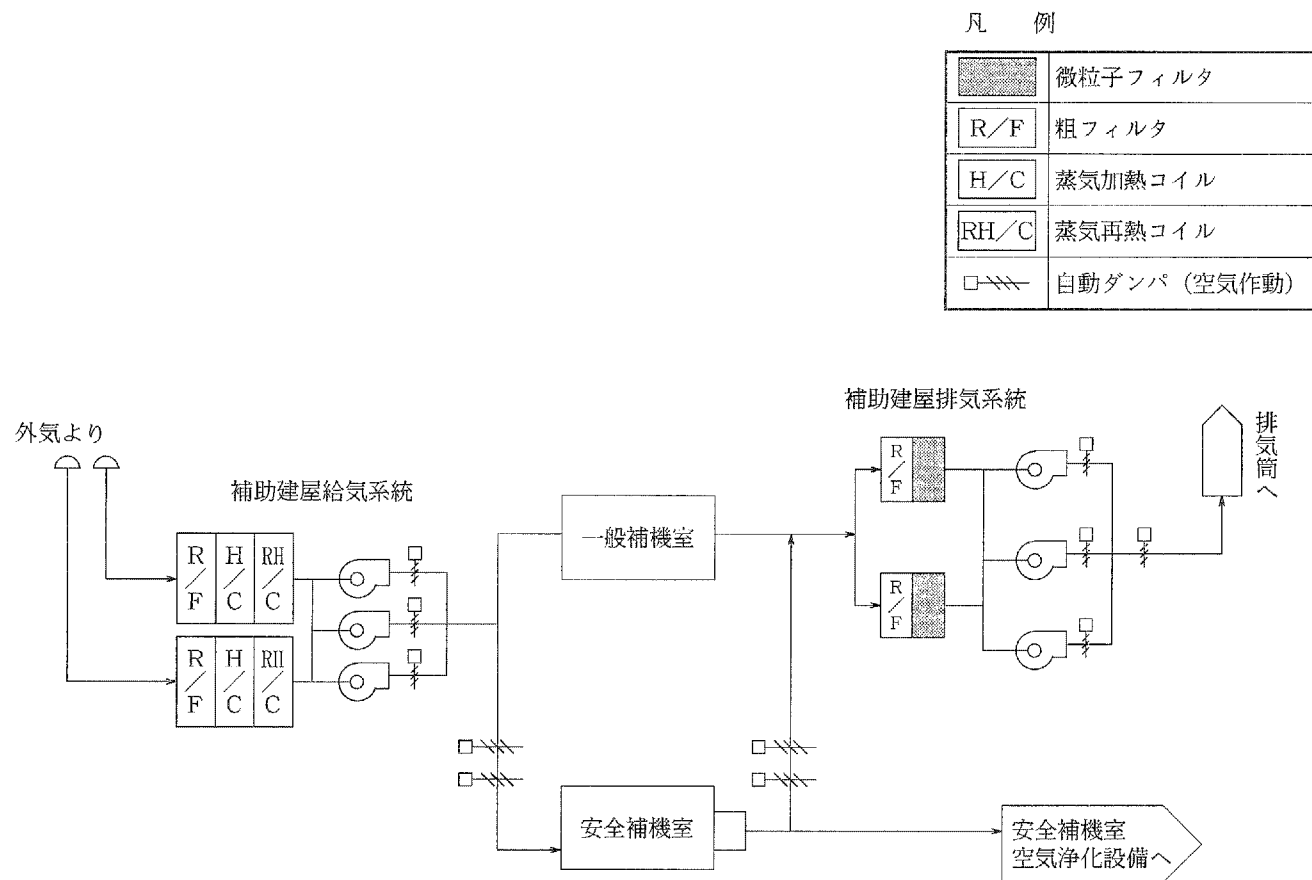 凡 例
微粒子フィルタ
R/F 粗フィルタ
H/C 蒸気加熱コイル
RH/C 蒸気再熱コイル
自動ダンパ(空気作動)
補助建屋排気系統
外気より
排気筒へ
補助建屋給気系統
R/F
一般補機室
R/F H/C RH/C
R/F
R/F H/C RH/C
安全補機室
安全補機室
空気浄化設備へ